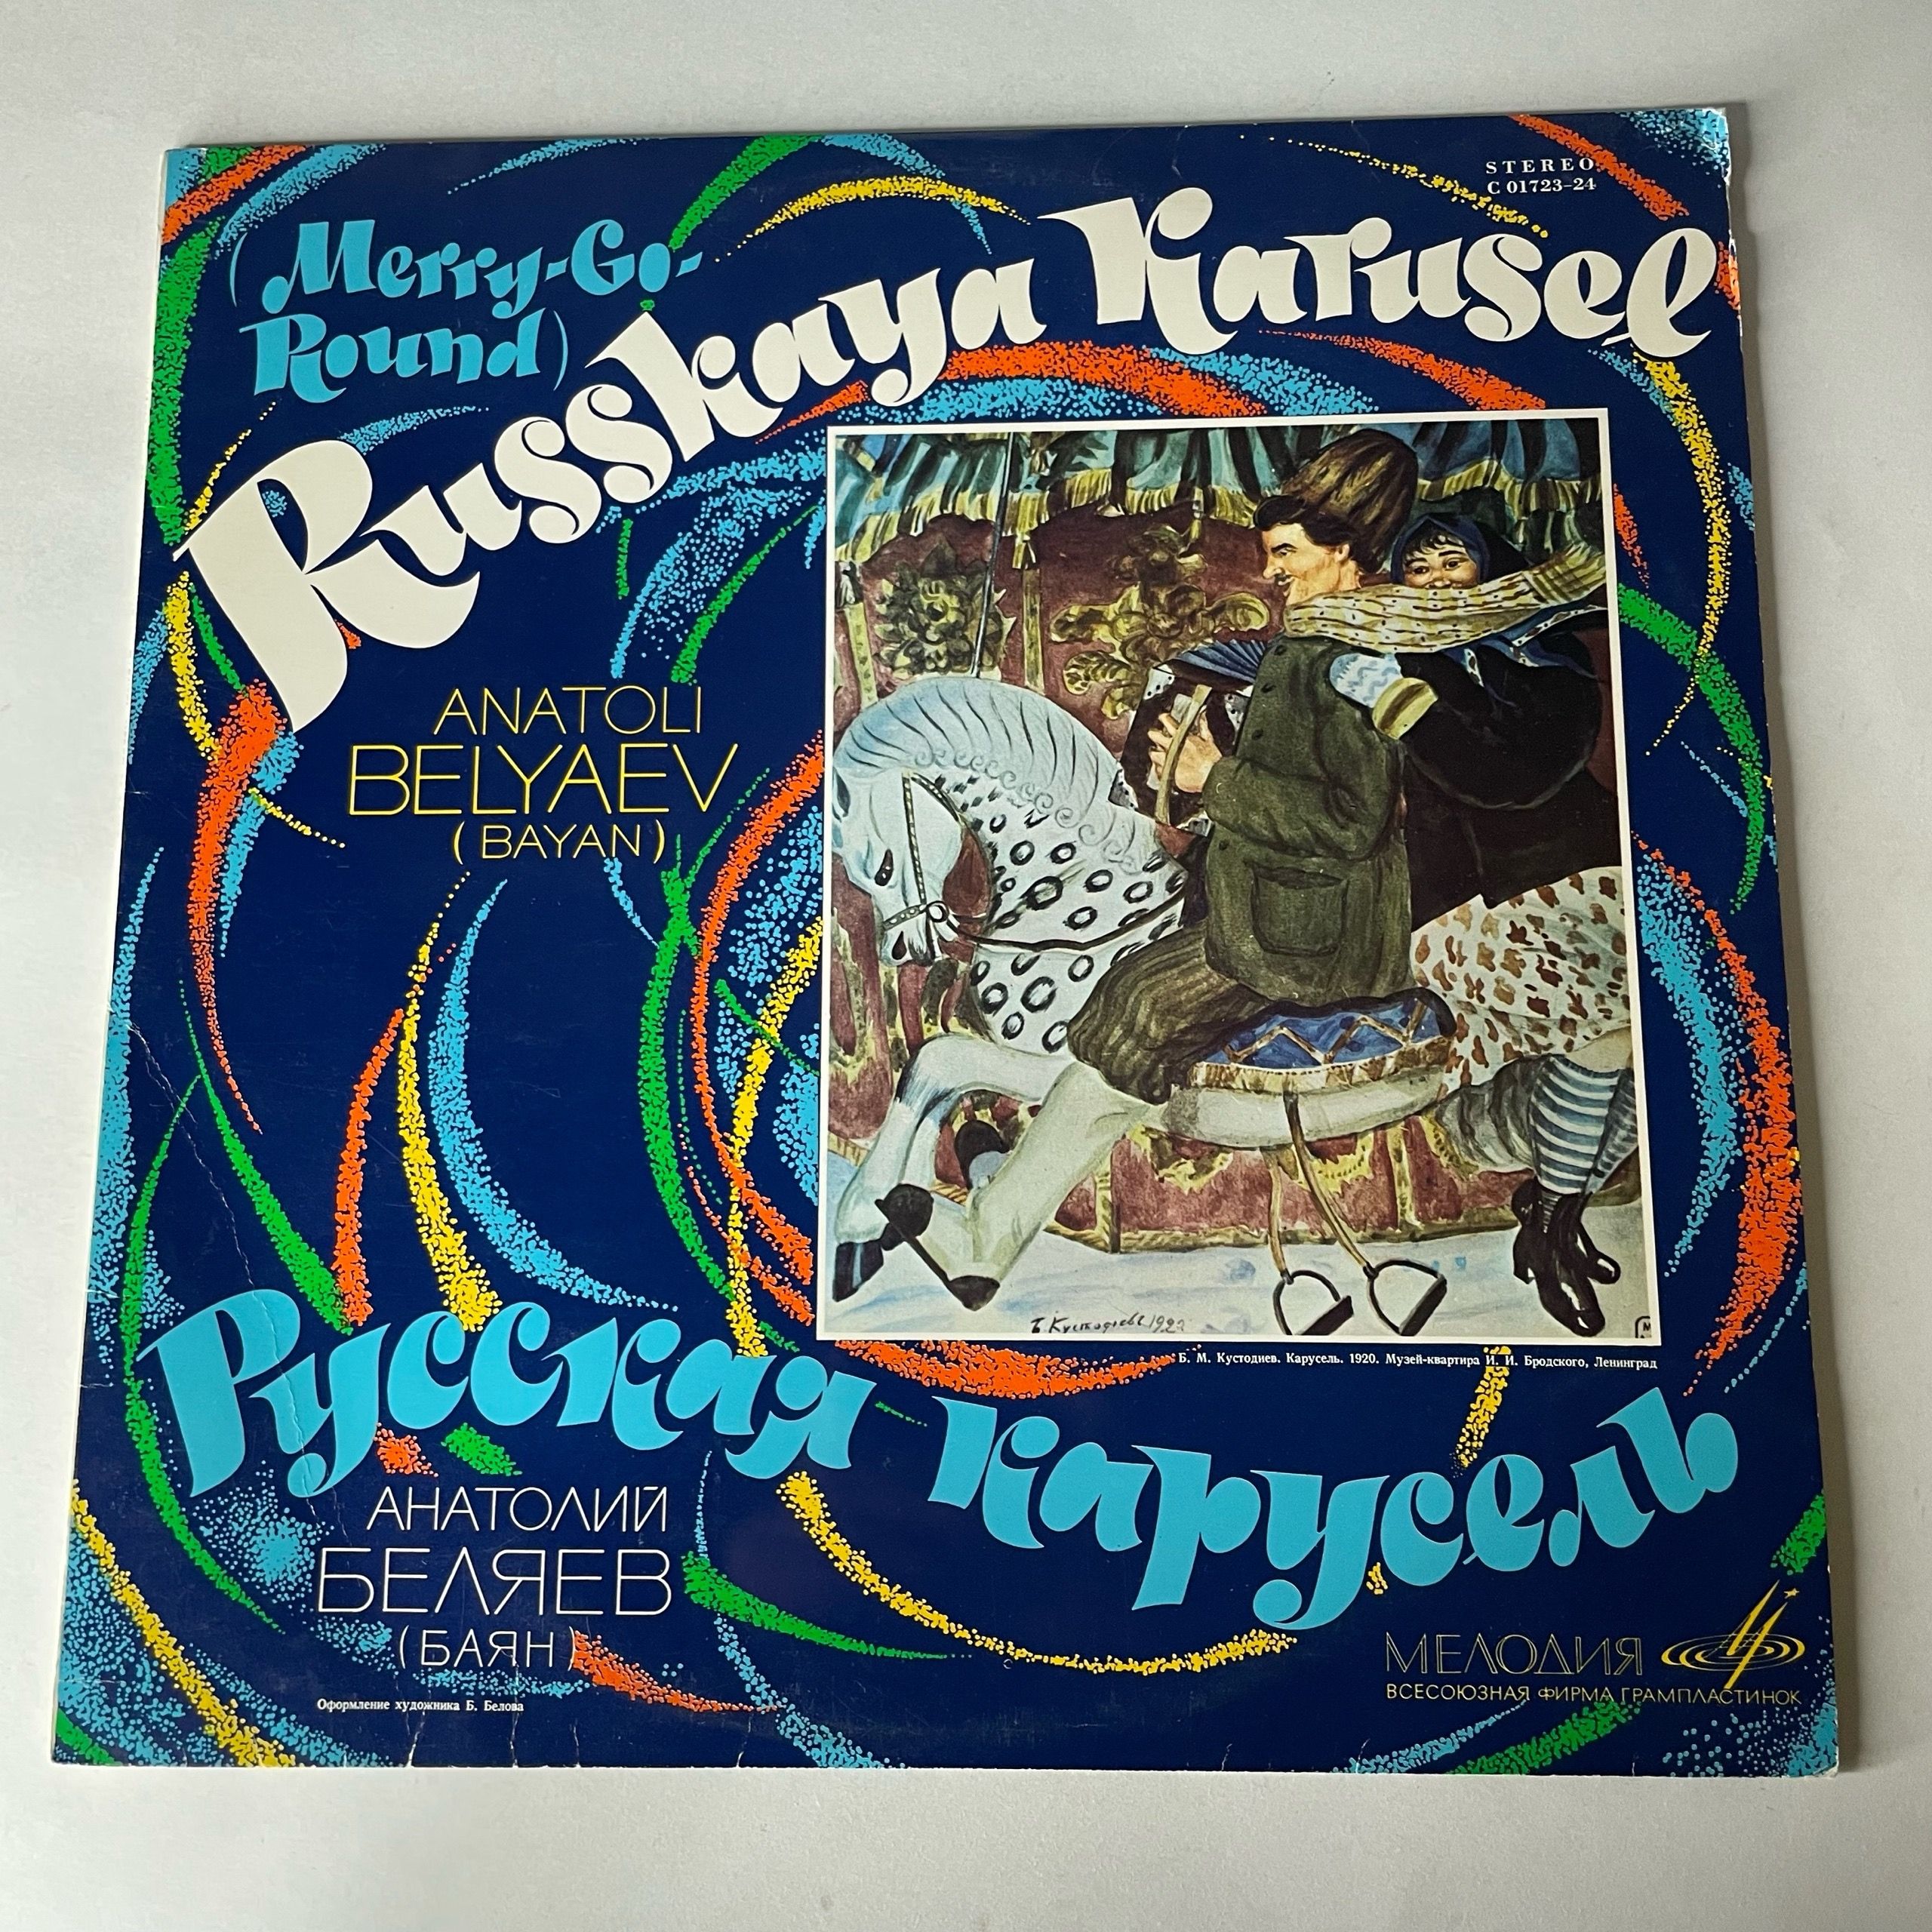 STEREO
C 01723-24
(Merry-Go-
Round)
Russkaya Karusel
ANATOLI
BELYAEV
(BAYAN)
Б. Кустодиев 192
Б. М. Кустодиев. Карусель. 1920. Музей-квартира И. И. Бродского, Ленинград
Русская карусель
АНАТОЛИЙ
БЕЛЯЕВ
(БАЯН)
Оформление художника Б. Белова
МЕЛОДИЯ
ВСЕСОЮЗНАЯ ФИРМА ГРАМПЛАСТИНОК